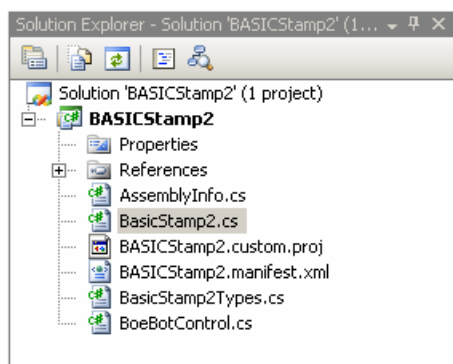 Solution Explorer - Solution 'BASICStamp2' (1...
Solution 'BASICStamp2' (1 project)
BASICStamp2
Properties
References
AssemblyInfo.cs
BasicStamp2.cs
BASICStamp2.custom.proj
BASICStamp2.manifest.xml
BasicStamp2Types.cs
BoeBotControl.cs